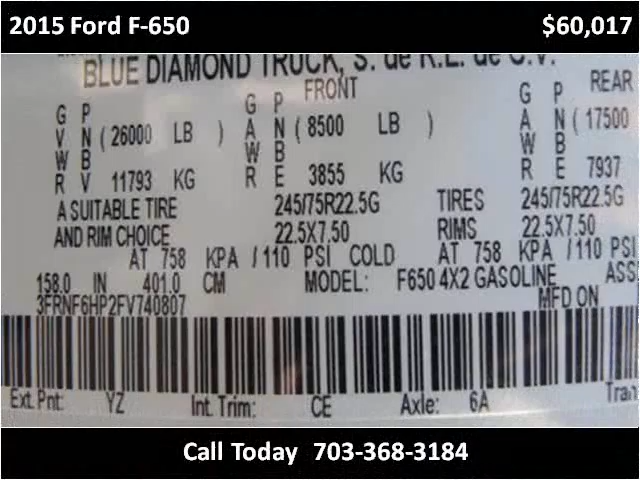 2015 Ford F-650 $60,017
BLUE DIAMOND TRUCK, S. de R.L. de C.V.
FRONT REAR
G P G P G P
V N ( 26000 LB ) A N ( 8500 LB ) A N ( 17500
W B W B W B
R V 11793 KG R E 3855 KG R E 7937
A SUITABLE TIRE 245/75R22.5G TIRES 245/75R22.5G
AND RIM CHOICE 22.5X7.50 RIMS 22.5X7.50
AT 758 KPA / 110 PSI COLD AT 758 KPA / 110 PSI
158.0 IN 401.0 CM MODEL: F650 4X2 GASOLINE ASS
3FRNF6HP2FV740807 MFD ON
Ext. Pnt: YZ Int. Trim: CE Axle: 6A Tran
Call Today 703-368-3184